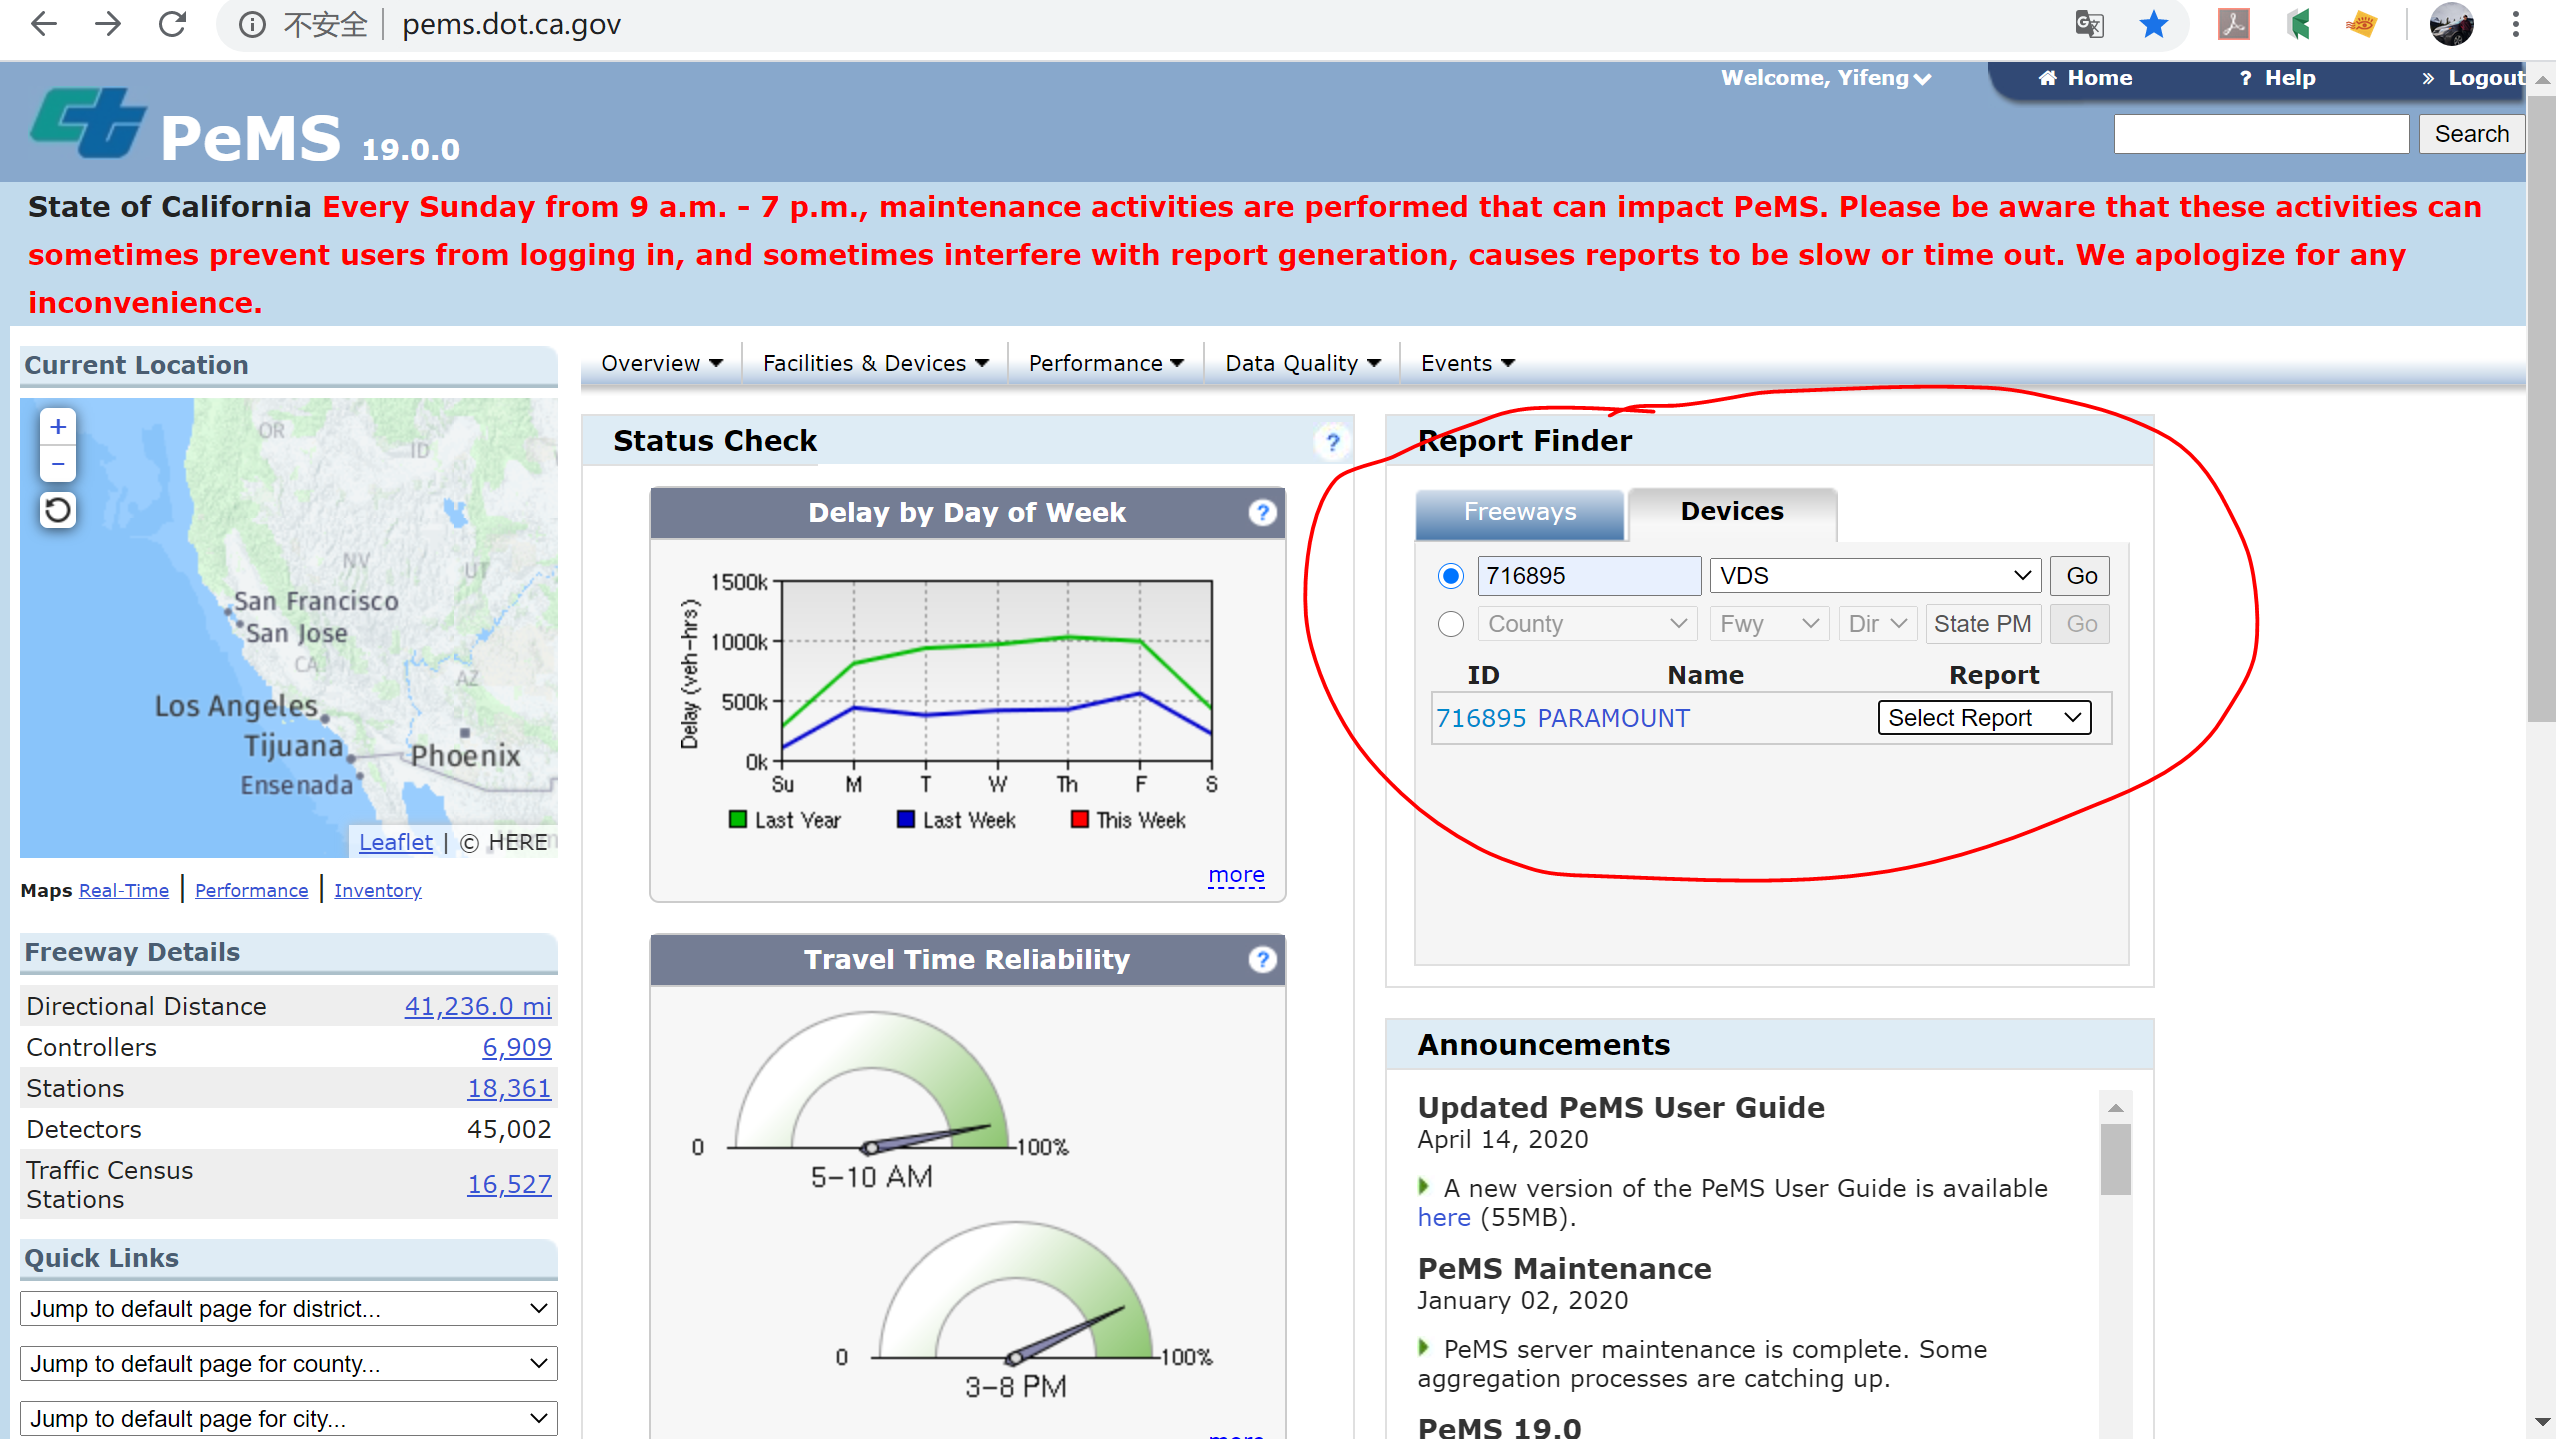 不安全 pems.dot.ca.gov
Welcome, Yifeng
Home
? Help
» Logout
PeMS 19.0.0
Search
State of California Every Sunday from 9 a.m. - 7 p.m., maintenance activities are performed that can impact PeMS. Please be aware that these activities can
sometimes prevent users from logging in, and sometimes interfere with report generation, causes reports to be slow or time out. We apologize for any
inconvenience.
Current Location
+
−
OR
ID
NV
UT
San Francisco
San Jose
CA
AZ
Los Angeles
Tijuana
Phoenix
Ensenada
Leaflet | © HERE
Maps Real-Time | Performance | Inventory
Freeway Details
Directional Distance 41,236.0 mi
Controllers 6,909
Stations 18,361
Detectors 45,002
Traffic Census
Stations 16,527
Quick Links
Jump to default page for district...
Jump to default page for county...
Jump to default page for city...
Overview
Facilities & Devices
Performance
Data Quality
Events
Status Check ?
Delay by Day of Week ?
Delay (veh-hrs)
1500k
1000k
500k
0k
Su M T W Th F S
Last Year Last Week This Week
more
Travel Time Reliability ?
0 100%
5-10 AM
0 100%
3-8 PM
more
Report Finder
Freeways Devices
716895 VDS Go
County Fwy Dir State PM Go
ID Name Report
716895 PARAMOUNT Select Report
Announcements
Updated PeMS User Guide
April 14, 2020
A new version of the PeMS User Guide is available
here (55MB).
PeMS Maintenance
January 02, 2020
PeMS server maintenance is complete. Some
aggregation processes are catching up.
PeMS 19.0